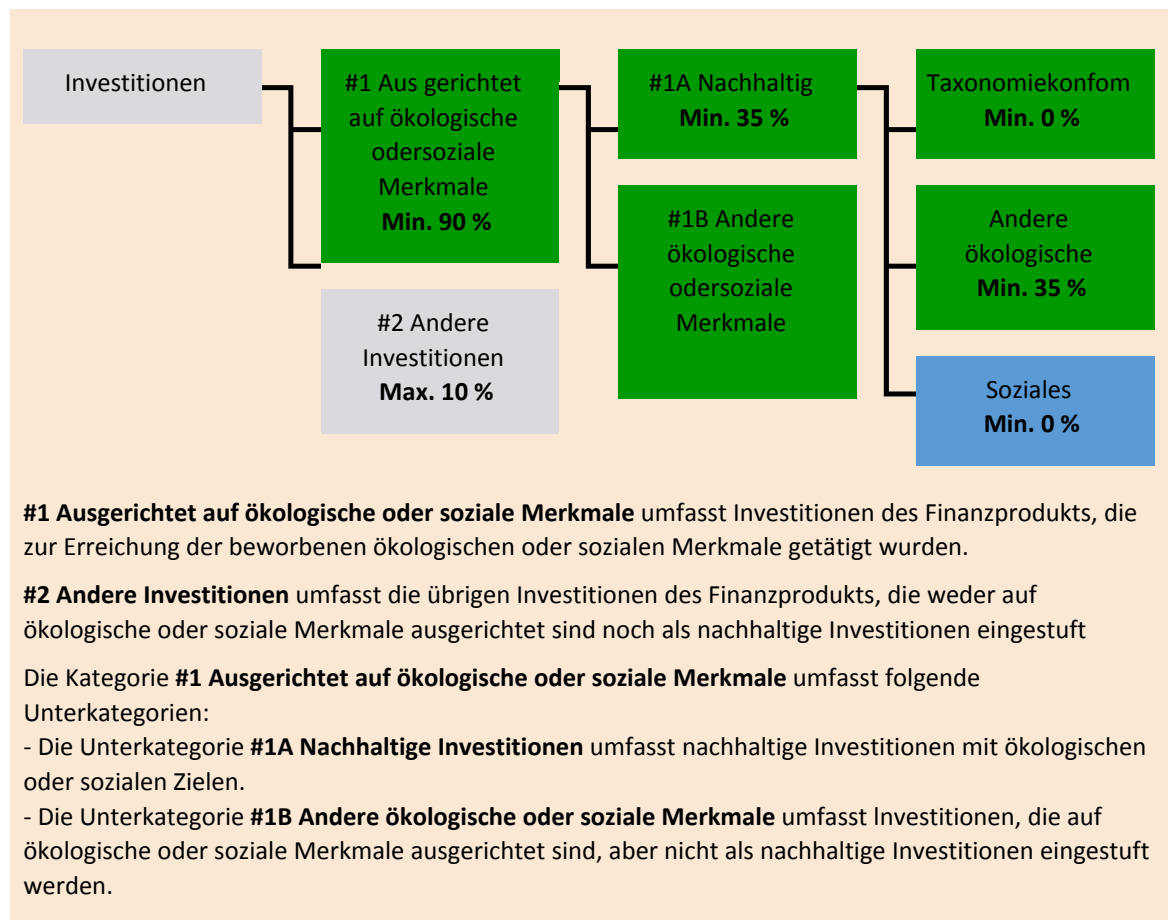 Investitionen
#1 Aus gerichtet
auf ökologische
odersoziale
Merkmale
Min. 90 %
#2 Andere
Investitionen
Max. 10 %
#1A Nachhaltig
Min. 35 %
#1B Andere
ökologische
odersoziale
Merkmale
Taxonomiekonfom
Min. 0 %
Andere
ökologische
Min. 35 %
Soziales
Min. 0 %
#1 Ausgerichtet auf ökologische oder soziale Merkmale umfasst Investitionen des Finanzprodukts, die
zur Erreichung der beworbenen ökologischen oder sozialen Merkmale getätigt wurden.
#2 Andere Investitionen umfasst die übrigen Investitionen des Finanzprodukts, die weder auf
ökologische oder soziale Merkmale ausgerichtet sind noch als nachhaltige Investitionen eingestuft
Die Kategorie #1 Ausgerichtet auf ökologische oder soziale Merkmale umfasst folgende
Unterkategorien:
- Die Unterkategorie #1A Nachhaltige Investitionen umfasst nachhaltige Investitionen mit ökologischen
oder sozialen Zielen.
- Die Unterkategorie #1B Andere ökologische oder soziale Merkmale umfasst lnvestitionen, die auf
ökologische oder soziale Merkmale ausgerichtet sind, aber nicht als nachhaltige Investitionen eingestuft
werden.